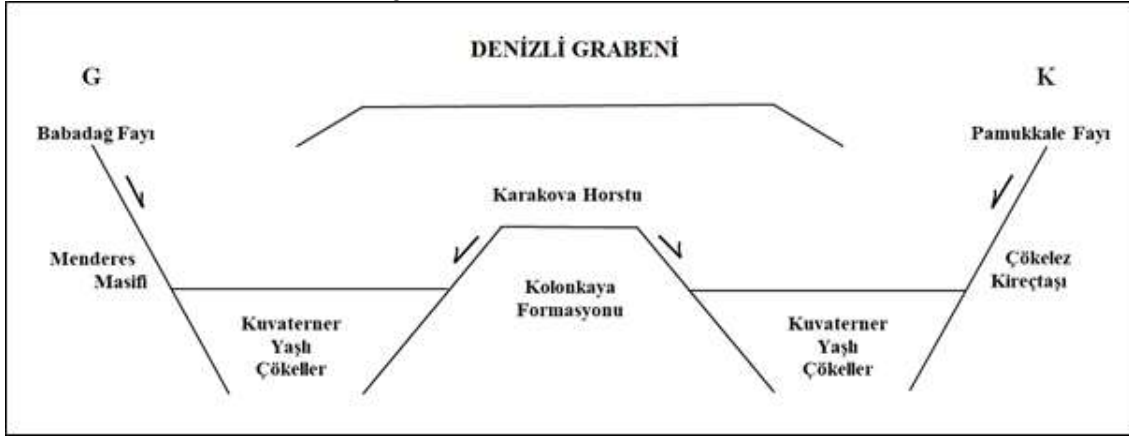 DENİZLİ GRABENİ
G
K
Babadağ Fayı
Pamukkale Fayı
Karakova Horstu
Menderes
Masifi
Kolonkaya
Formasyonu
Çökelez
Kireçtaşı
Kuvaterner
Yaşlı
Çökeller
Kuvaterner
Yaşlı
Çökeller